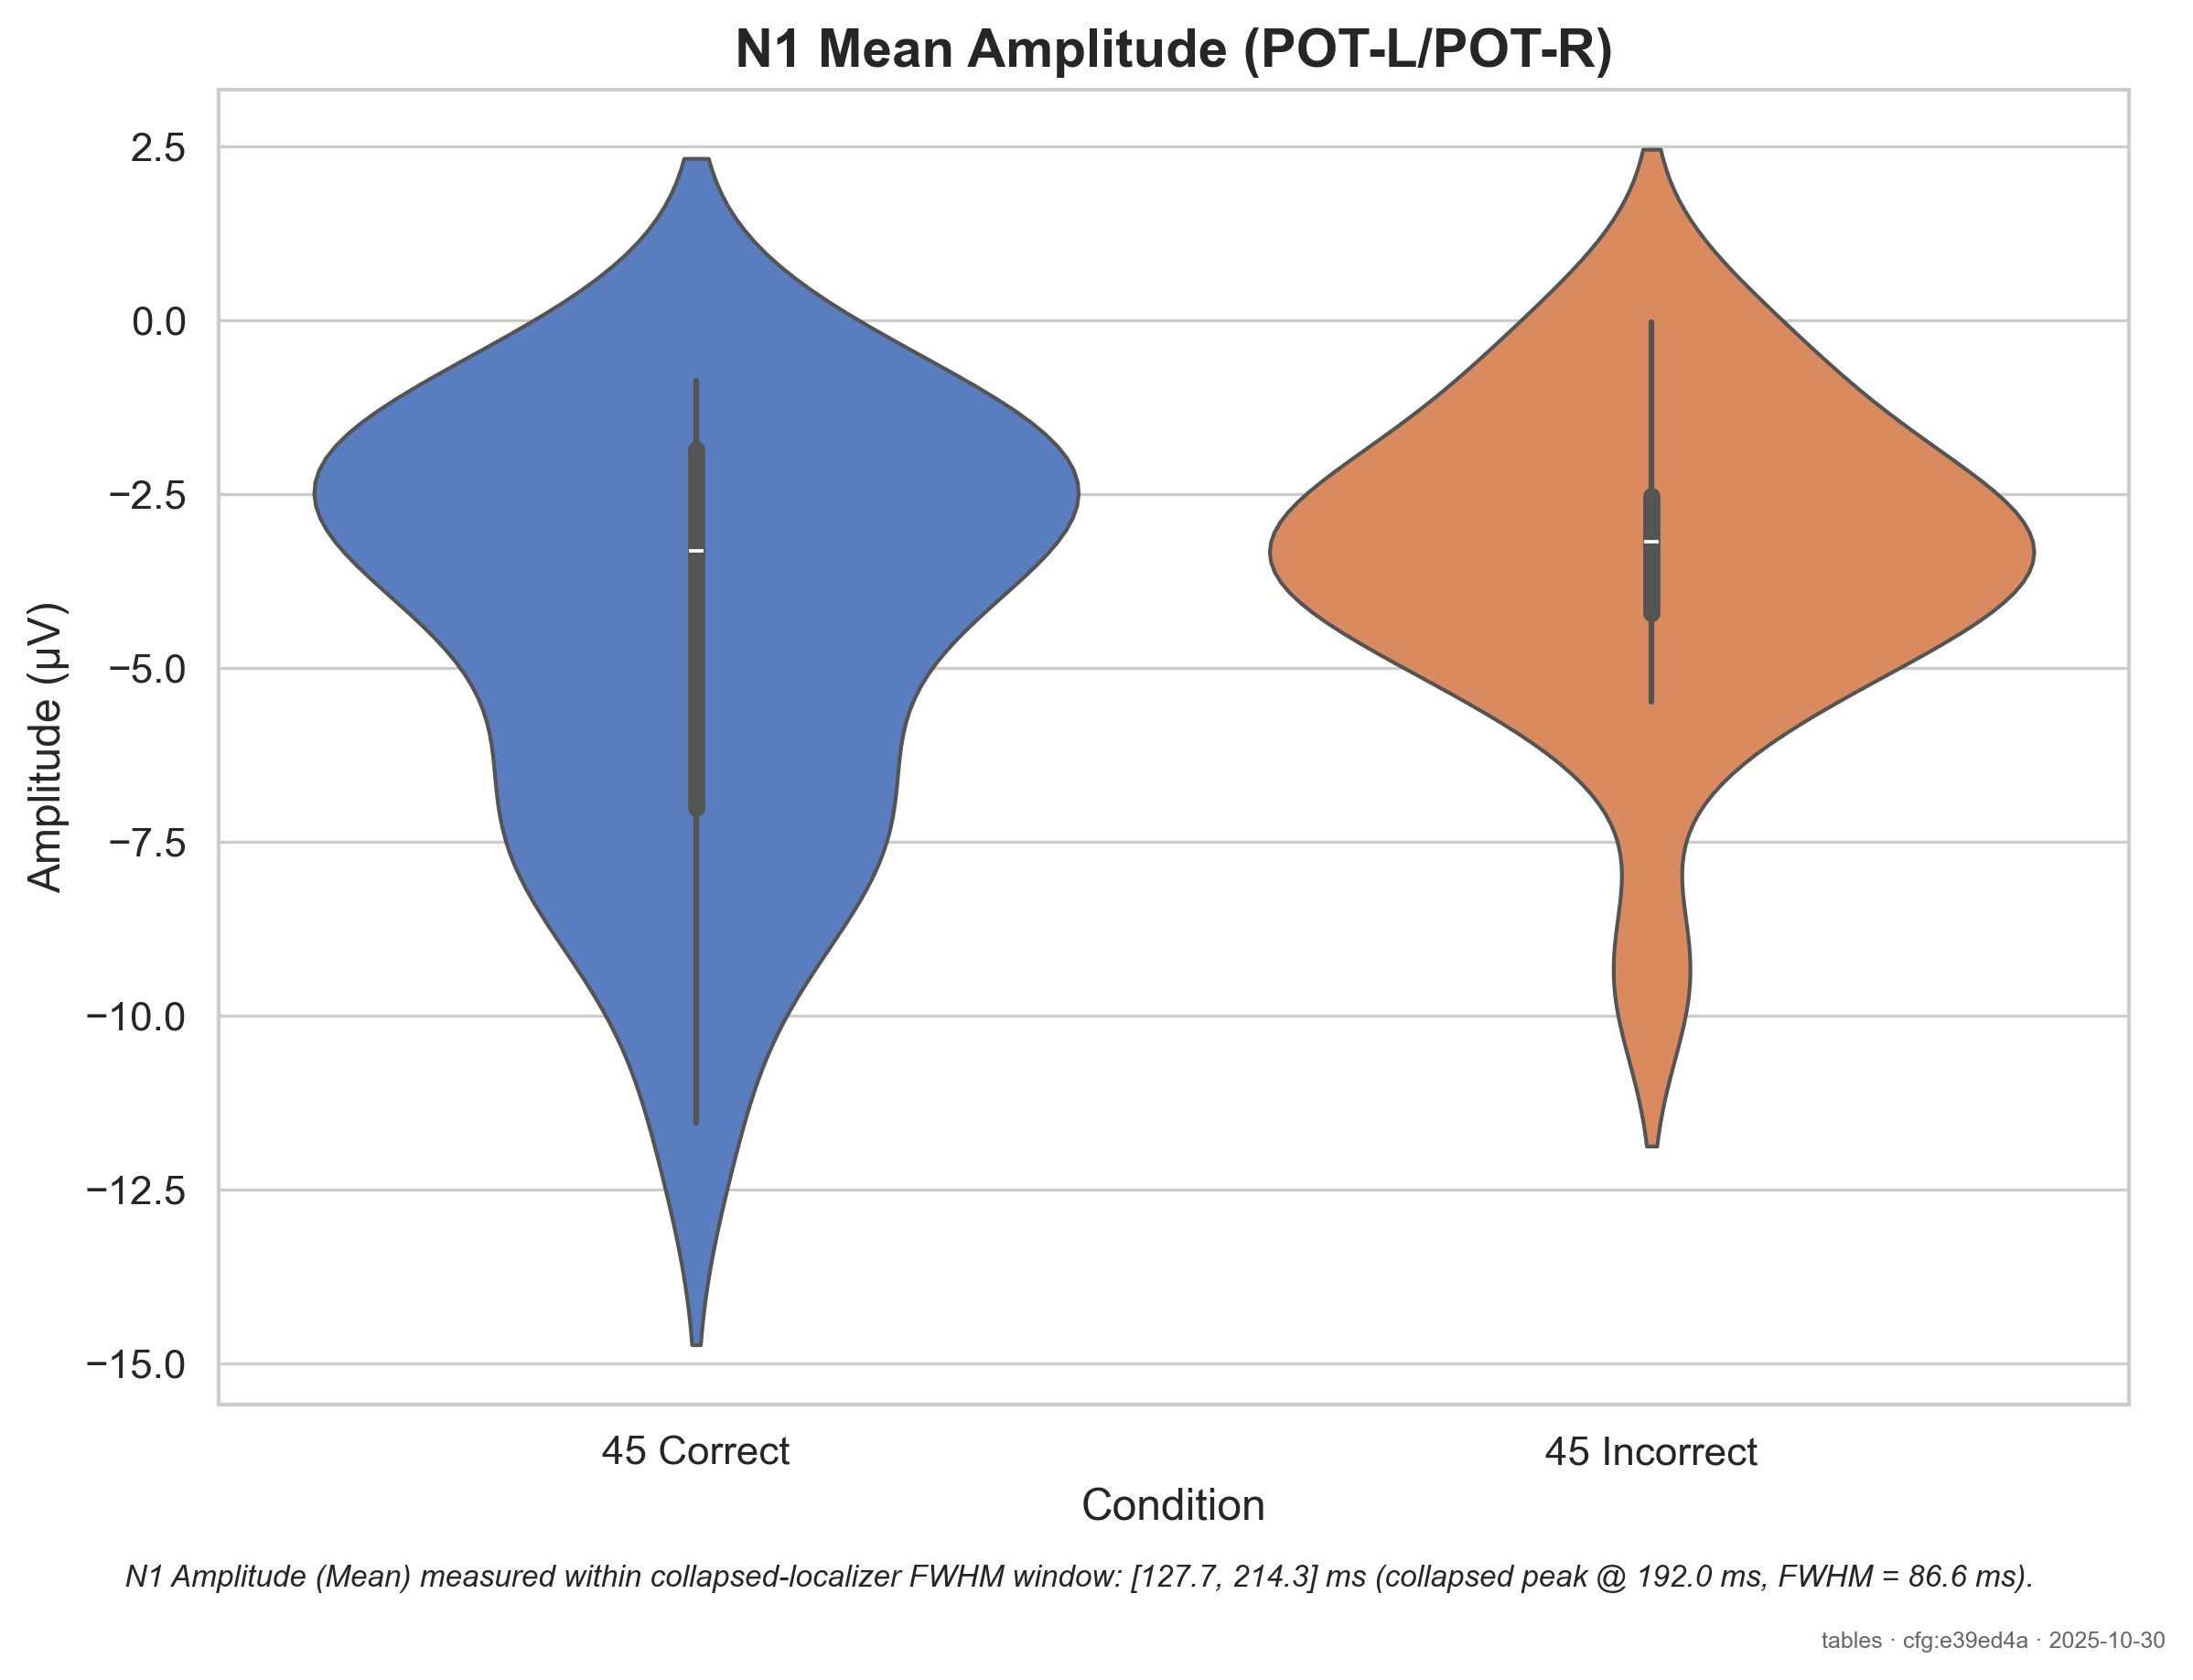 N1 Mean Amplitude (POT-L/POT-R)
Amplitude (µV)
2.5
0.0
−2.5
−5.0
−7.5
−10.0
−12.5
−15.0
45 Correct
45 Incorrect
Condition
N1 Amplitude (Mean) measured within collapsed-localizer FWHM window: [127.7, 214.3] ms (collapsed peak @ 192.0 ms, FWHM = 86.6 ms).
tables · cfg:e39ed4a · 2025-10-30